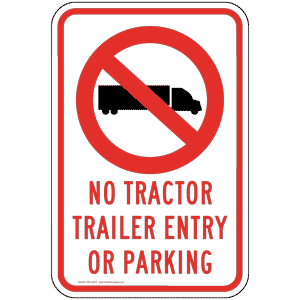 NO TRACTOR
TRAILER ENTRY
OR PARKING